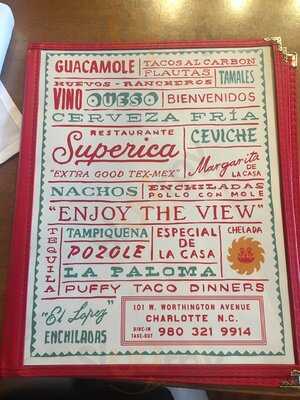 GUACAMOLE
TACOS AL CARBON
FLAUTAS
TAMALES
HUEVOS - RANCHEROS
VINO
QUESO
BIENVENIDOS
CERVEZA FRÍA
RESTAURANTE
Superica
"EXTRA GOOD TEX-MEX"
CEVICHE
Margarita
DE
LA CASA
NACHOS
ENCHILADAS
POLLO CON MOLE
"ENJOY THE VIEW"
TEQUILA
TAMPIQUEÑA
POZOLE
ESPECIAL
DE
LA CASA
CHELADA
LA PALOMA
PUFFY TACO DINNERS
"El Lopez"
ENCHILADAS
101 W. WORTHINGTON AVENUE
CHARLOTTE N.C.
DINE-IN
TAKE-OUT
980 321 9914